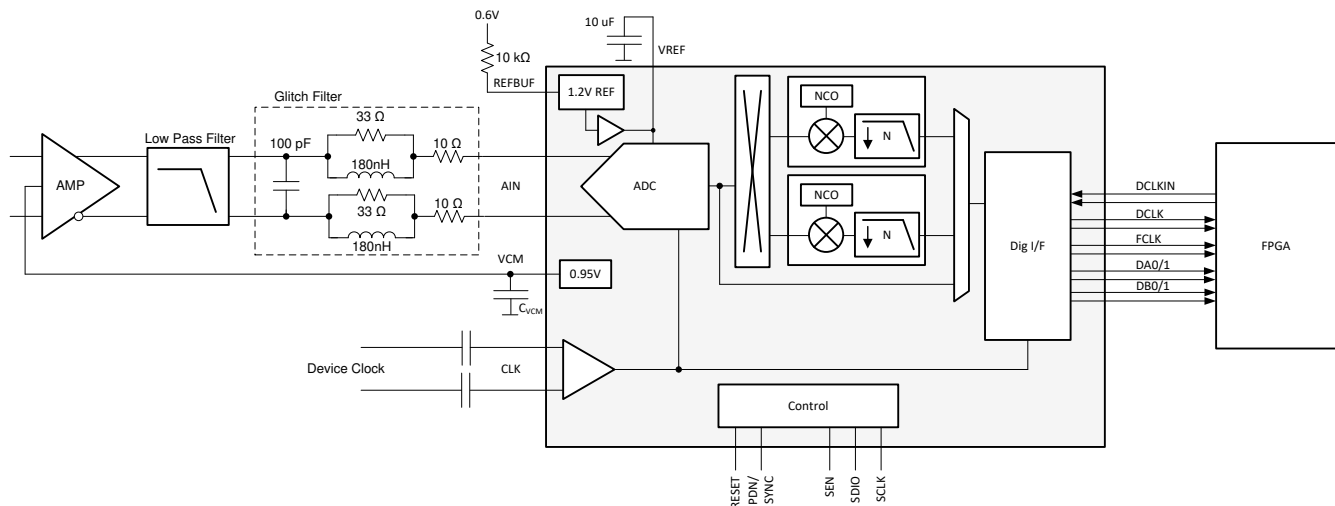 0.6V
10 uF
10 kΩ
VREF
REFBUF
1.2V REF
Glitch Filter
33 Ω
Low Pass Filter
100 pF
10 Ω
180nH
AMP
AIN
ADC
33 Ω
10 Ω
180nH
VCM
0.95V
CVCM
Device Clock
CLK
NCO
N
NCO
N
Dig I/F
DCLKIN
DCLK
FCLK
DA0/1
DB0/1
FPGA
Control
RESET
PDN/
SYNC
SEN
SDIO
SCLK